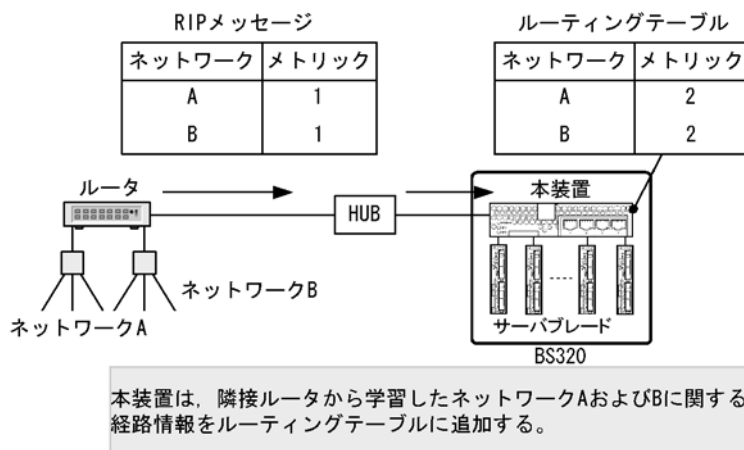 RIPメッセージ
ルーティングテーブル
ネットワーク メトリック
A 1
B 1
ネットワーク メトリック
A 2
B 2
ルータ
HUB
本装置
ネットワークB
ネットワークA
サーバブレード
BS320
本装置は，隣接ルータから学習したネットワークAおよびBに関する
経路情報をルーティングテーブルに追加する。